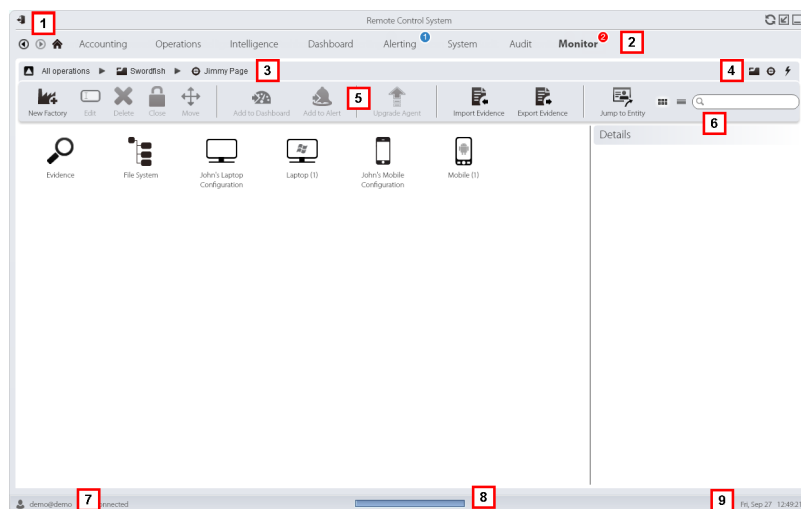 1
Remote Control System
Accounting Operations Intelligence Dashboard Alerting 1 System Audit Monitor 2 2
All operations Swordfish Jimmy Page 3 4
New Factory Edit Delete Close Move Add to Dashboard Add to Alert 5 Upgrade Agent Import Evidence Export Evidence Jump to Entity 6
Details
Evidence
File System
John's Laptop
Configuration
Laptop (1)
John's Mobile
Configuration
Mobile (1)
demo@demo 7 8 9 Fri, Sep 27 12:49:21